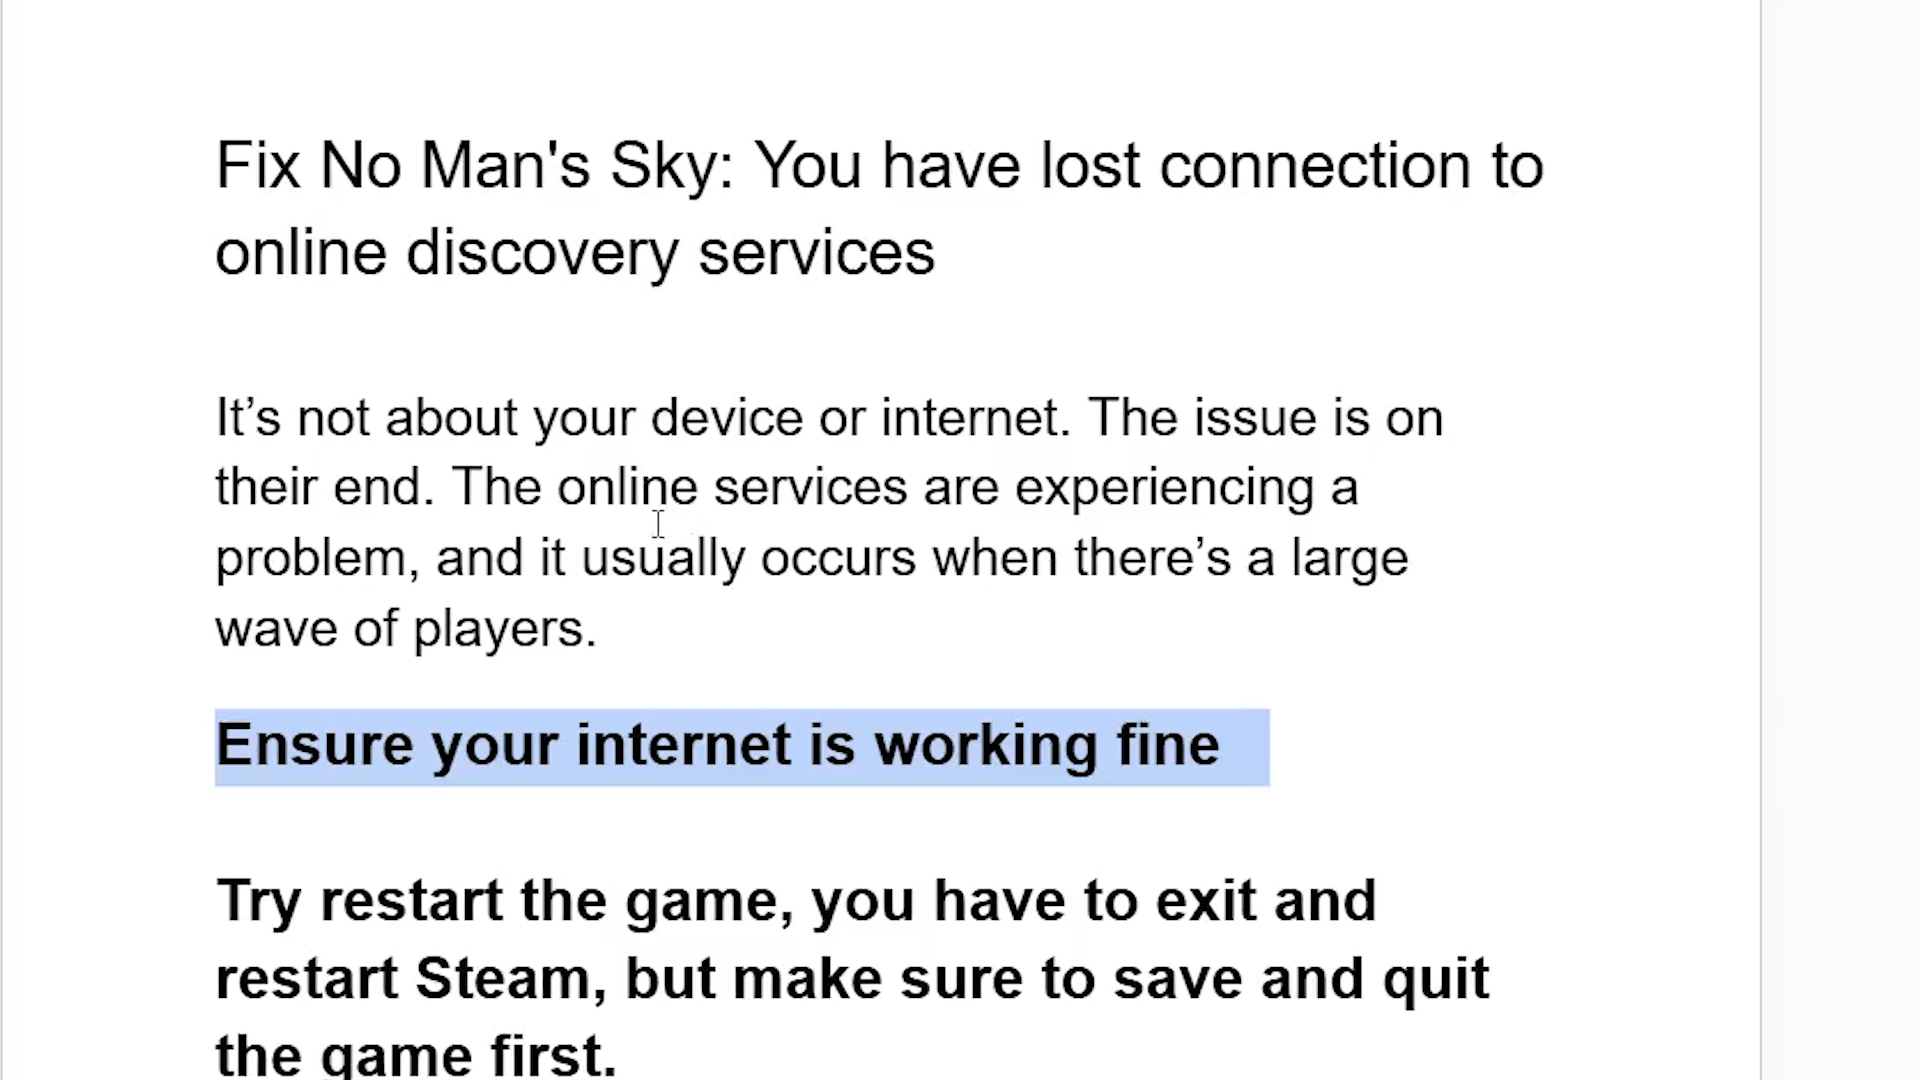 Fix No Man's Sky: You have lost connection to
online discovery services
It’s not about your device or internet. The issue is on
their end. The online services are experiencing a
problem, and it usually occurs when there’s a large
wave of players.
Ensure your internet is working fine
Try restart the game, you have to exit and
restart Steam, but make sure to save and quit
the game first.